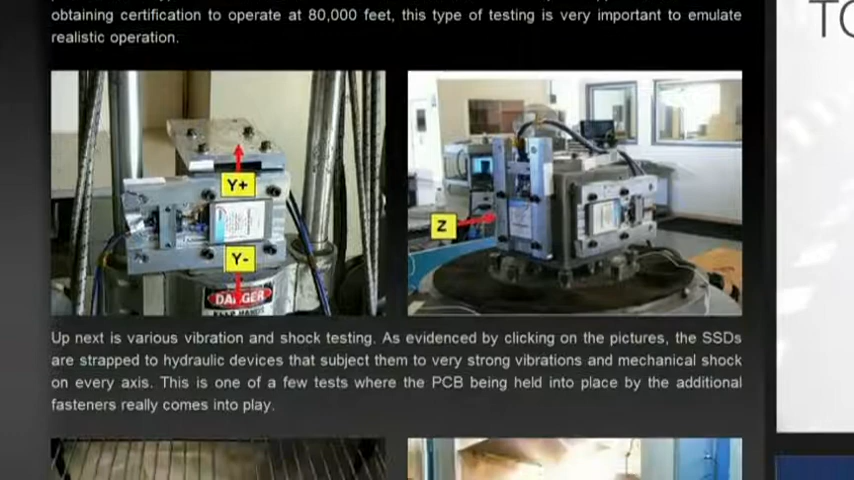 obtaining certification to operate at 80,000 feet, this type of testing is very important to emulate
realistic operation.
TO
Y+
Y-
DANGER
Z
Up next is various vibration and shock testing. As evidenced by clicking on the pictures, the SSDs
are strapped to hydraulic devices that subject them to very strong vibrations and mechanical shock
on every axis. This is one of a few tests where the PCB being held into place by the additional
fasteners really comes into play.